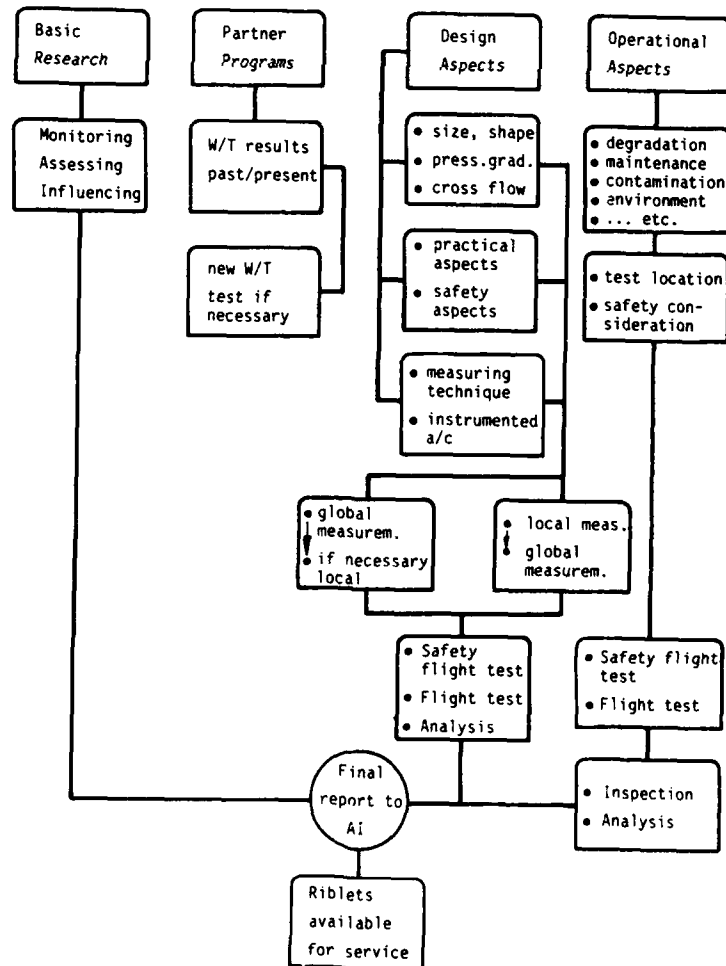 Basic
Research
Monitoring
Assessing
Influencing
Partner
Programs
W/T results
past/present
new W/T
test if
necessary
Design
Aspects
• size, shape
• press.grad.
• cross flow
• practical
aspects
• safety
aspects
• measuring
technique
• instrumented
a/c
• global
measurem.
• if necessary
local
• local meas.
• global
measurem.
• Safety
flight test
• Flight test
• Analysis
Operational
Aspects
• degradation
• maintenance
• contamination
• environment
• ... etc.
• test location
• safety con-
sideration
• Safety flight
test
• Flight test
• Inspection
• Analysis
Final
report to
AI
Riblets
available
for service